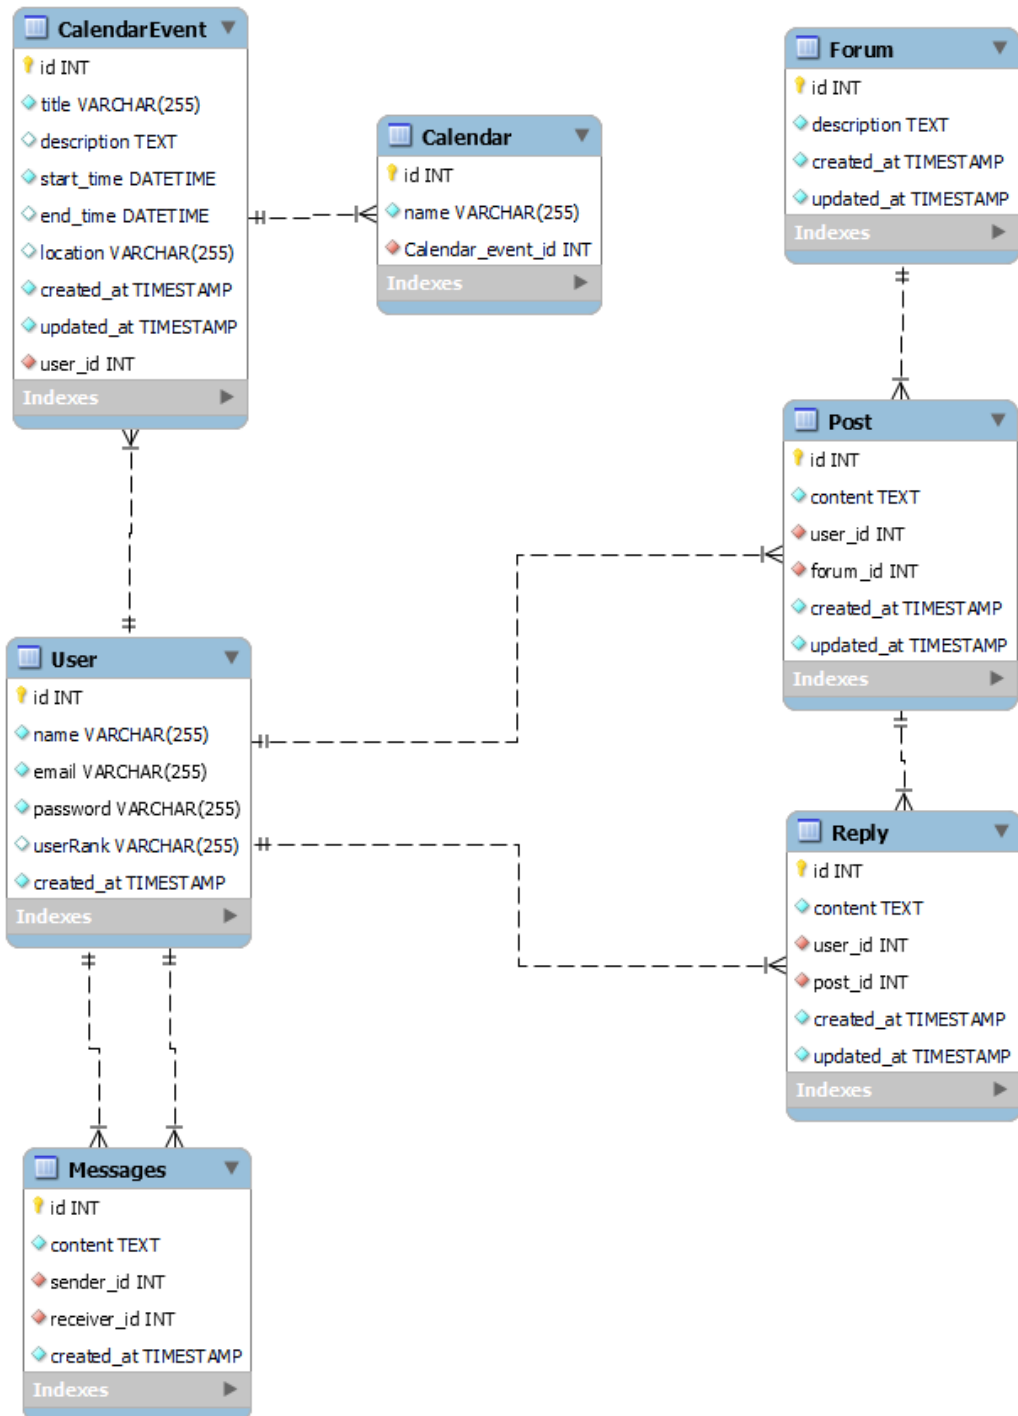 CalendarEvent
id INT
title VARCHAR(255)
description TEXT
start_time DATETIME
end_time DATETIME
location VARCHAR(255)
created_at TIMESTAMP
updated_at TIMESTAMP
user_id INT
Indexes
Calendar
id INT
name VARCHAR(255)
Calendar_event_id INT
Indexes
Forum
id INT
description TEXT
created_at TIMESTAMP
updated_at TIMESTAMP
Indexes
Post
id INT
content TEXT
user_id INT
forum_id INT
created_at TIMESTAMP
updated_at TIMESTAMP
Indexes
User
id INT
name VARCHAR(255)
email VARCHAR(255)
password VARCHAR(255)
userRank VARCHAR(255)
created_at TIMESTAMP
Indexes
Reply
id INT
content TEXT
user_id INT
post_id INT
created_at TIMESTAMP
updated_at TIMESTAMP
Indexes
Messages
id INT
content TEXT
sender_id INT
receiver_id INT
created_at TIMESTAMP
Indexes